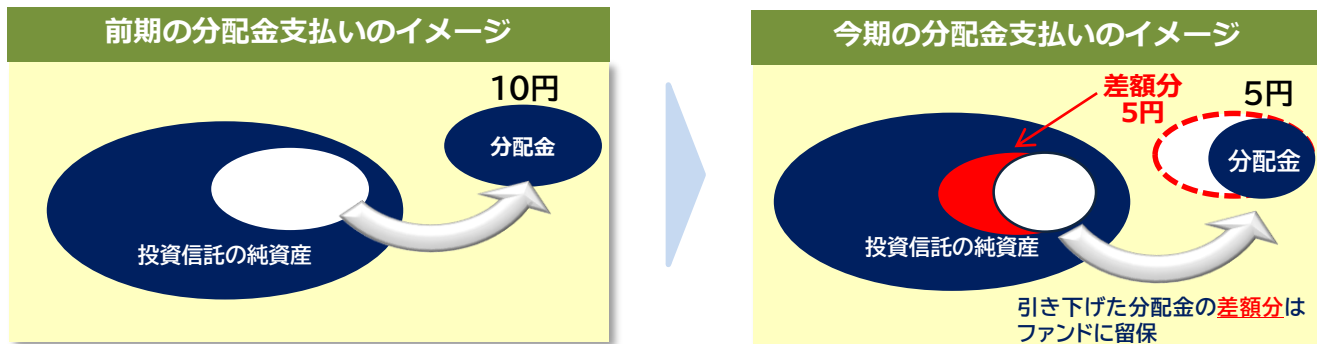 前期の分配金支払いのイメージ
10円
分配金
投資信託の純資産
今期の分配金支払いのイメージ
差額分
5円
5円
分配金
投資信託の純資産
引き下げた分配金の差額分は
ファンドに留保